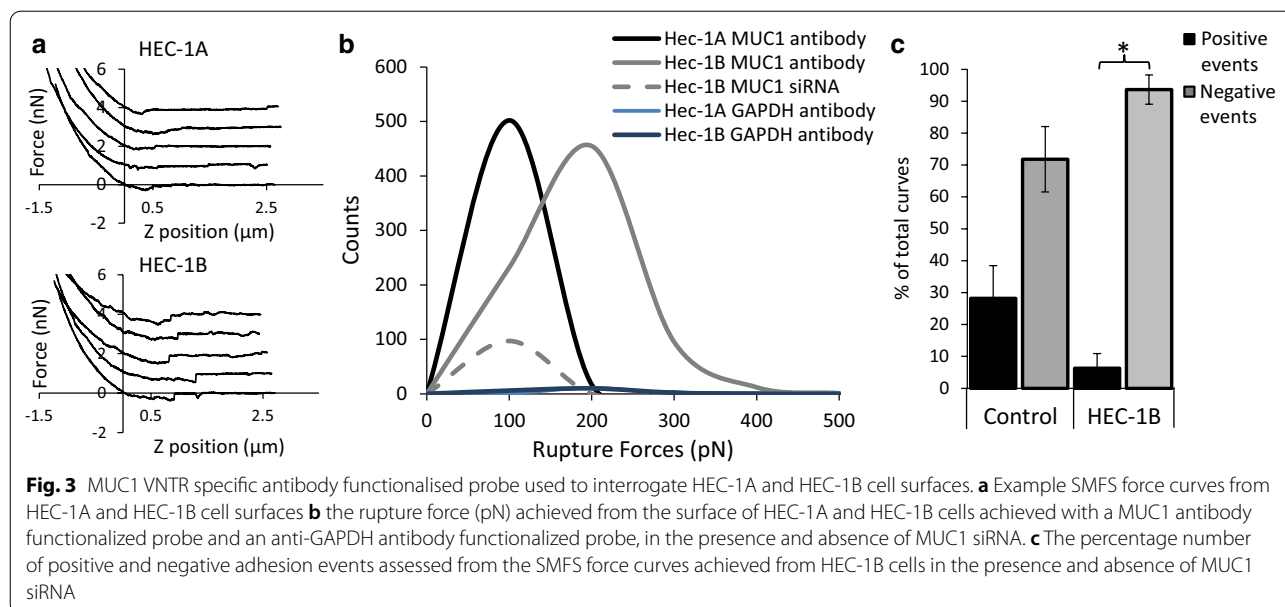 a
HEC-1A
6
4
2
0
-2
-1.5
0.5
2.5
Force (nN)
Z position (µm)
HEC-1B
6
4
2
0
-2
-1.5
0.5
2.5
Force (nN)
Z position (µm)
b
Hec-1A MUC1 antibody
Hec-1B MUC1 antibody
Hec-1B MUC1 siRNA
Hec-1A GAPDH antibody
Hec-1B GAPDH antibody
600
500
400
300
200
100
0
Counts
0 100 200 300 400 500
Rupture Forces (pN)
c
Positive
events
Negative
events
*
100
90
80
70
60
50
40
30
20
10
0
% of total curves
Control HEC-1B
Fig. 3 MUC1 VNTR specific antibody functionalised probe used to interrogate HEC-1A and HEC-1B cell surfaces. a Example SMFS force curves from
HEC-1A and HEC-1B cell surfaces b the rupture force (pN) achieved from the surface of HEC-1A and HEC-1B cells achieved with a MUC1 antibody
functionalized probe and an anti-GAPDH antibody functionalized probe, in the presence and absence of MUC1 siRNA. c The percentage number
of positive and negative adhesion events assessed from the SMFS force curves achieved from HEC-1B cells in the presence and absence of MUC1
siRNA